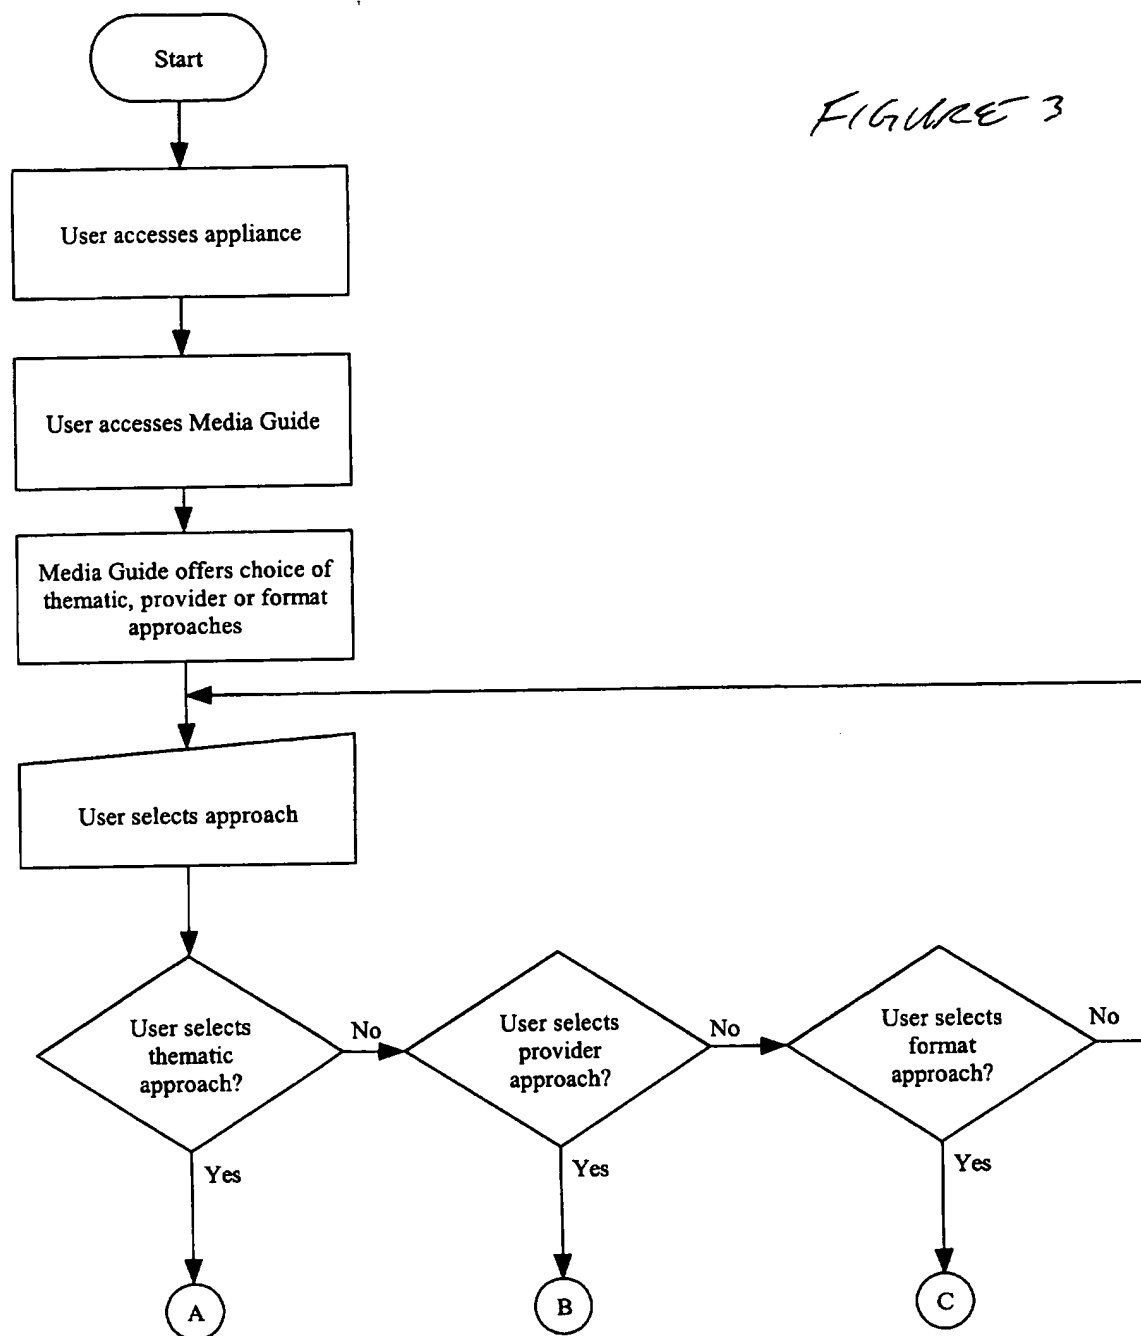 Start
FIGURE 3
User accesses appliance
User accesses Media Guide
Media Guide offers choice of
thematic, provider or format
approaches
User selects approach
User selects
thematic
approach?
No
User selects
provider
approach?
No
User selects
format
approach?
No
Yes
Yes
Yes
A
B
C